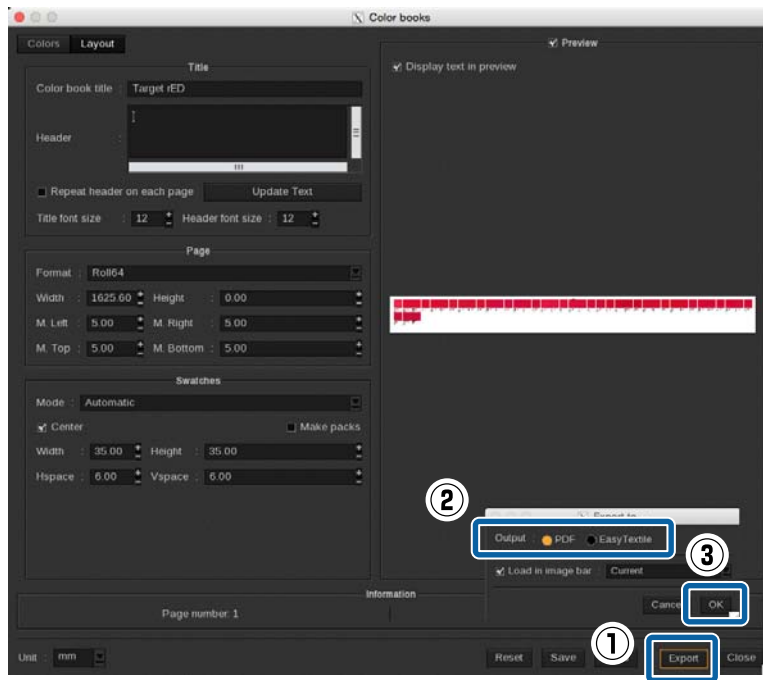 Color books
Colors Layout
Preview
Title
Display text in preview
Color book title : Target rED
Header :
Repeat header on each page Update Text
Title font size : 12 Header font size : 12
Page
Format : Roll64
Width : 1625.60 Height : 0.00
M. Left : 5.00 M. Right : 5.00
M. Top : 5.00 M. Bottom : 5.00
Swatches
Mode : Automatic
Center Make packs
Width : 35.00 Height : 35.00
Hspace : 6.00 Vspace : 6.00
②
Export to
Output : PDF EasyTextile
③
Load in image bar : Current
Information
Cance OK
Page number: 1
①
Unit : mm Reset Save Export Close